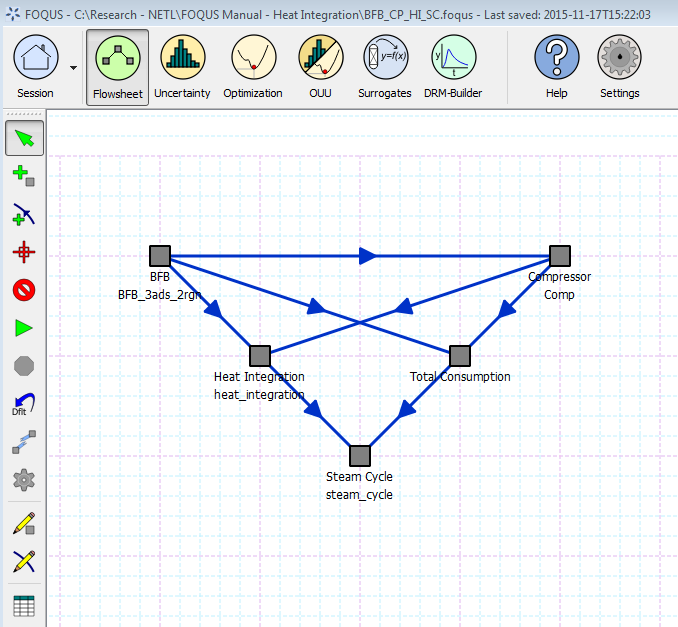 FOQUS - C:\Research - NETL\FOQUS Manual - Heat Integration\BFB_CP_HI_SC.foqus - Last saved: 2015-11-17T15:22:03
y=f(x)
y
t
Session
Flowsheet
Uncertainty
Optimization
OUU
Surrogates
DRM-Builder
Help
Settings
BFB
BFB_3ads_2rgn
Compressor
Comp
Heat Integration
heat_integration
Total Consumption
Dflt
Steam Cycle
steam_cycle